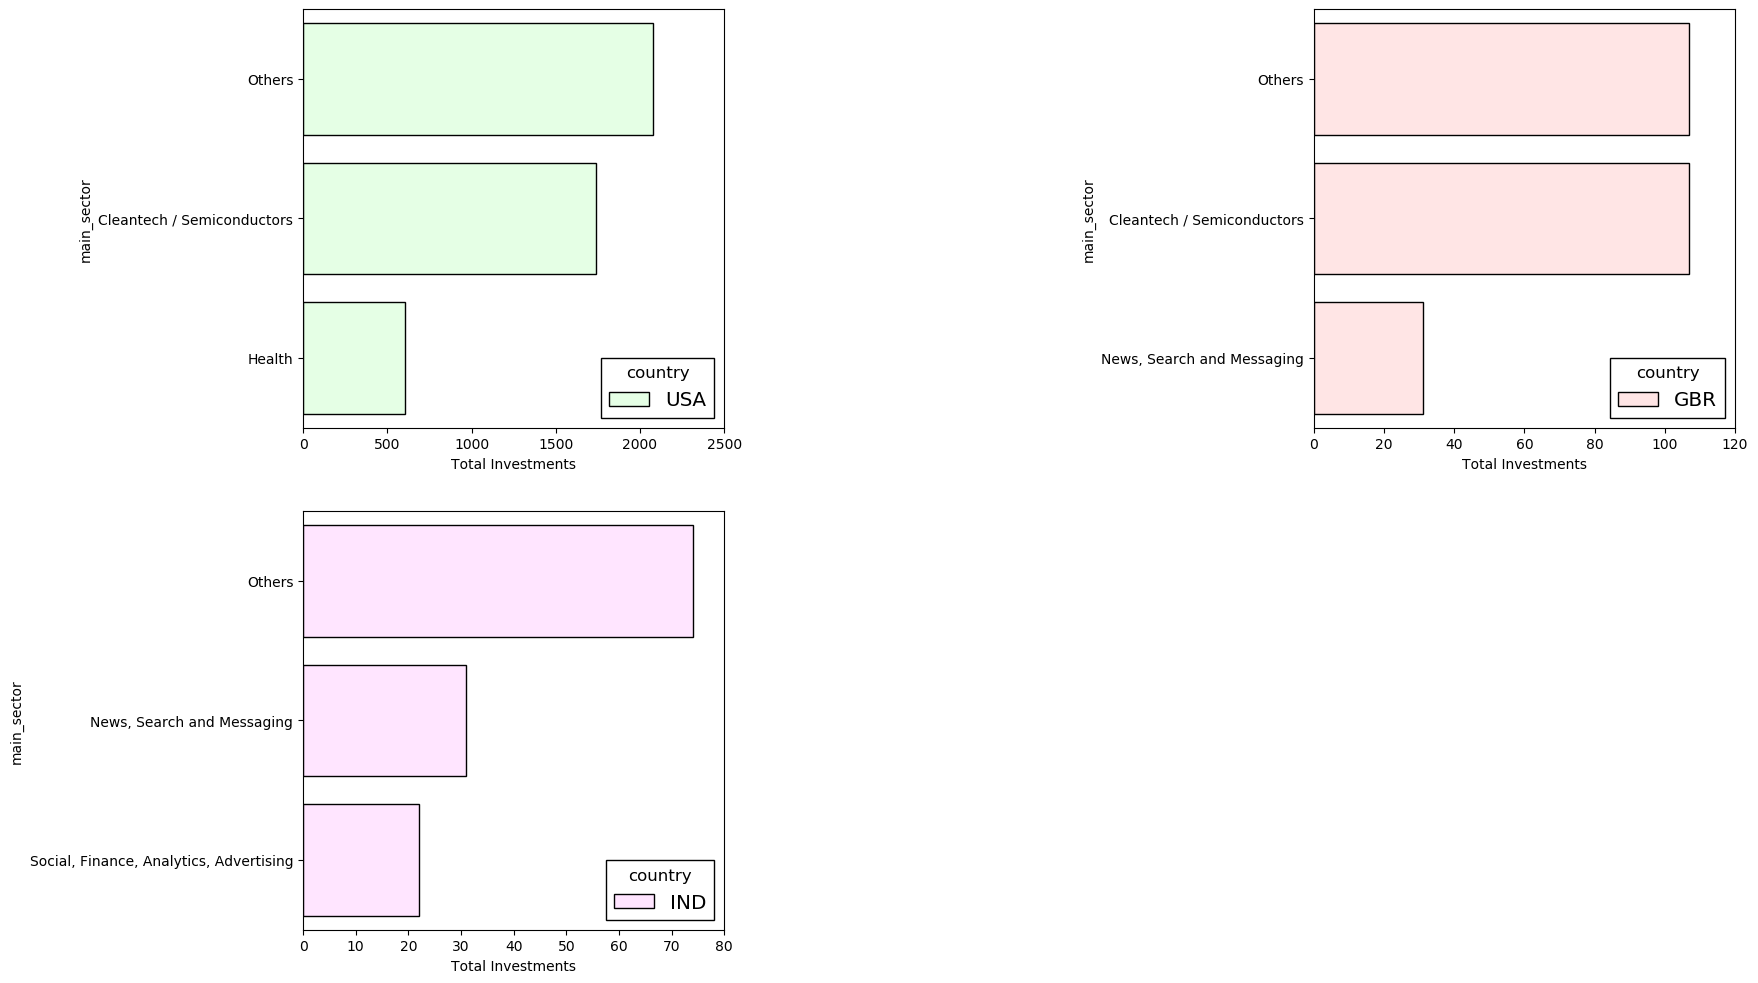 Others
Cleantech / Semiconductors
Health
main_sector
0 500 1000 1500 2000 2500
Total Investments
country
USA
Others
Cleantech / Semiconductors
News, Search and Messaging
main_sector
0 20 40 60 80 100 120
Total Investments
country
GBR
Others
News, Search and Messaging
Social, Finance, Analytics, Advertising
main_sector
0 10 20 30 40 50 60 70 80
Total Investments
country
IND